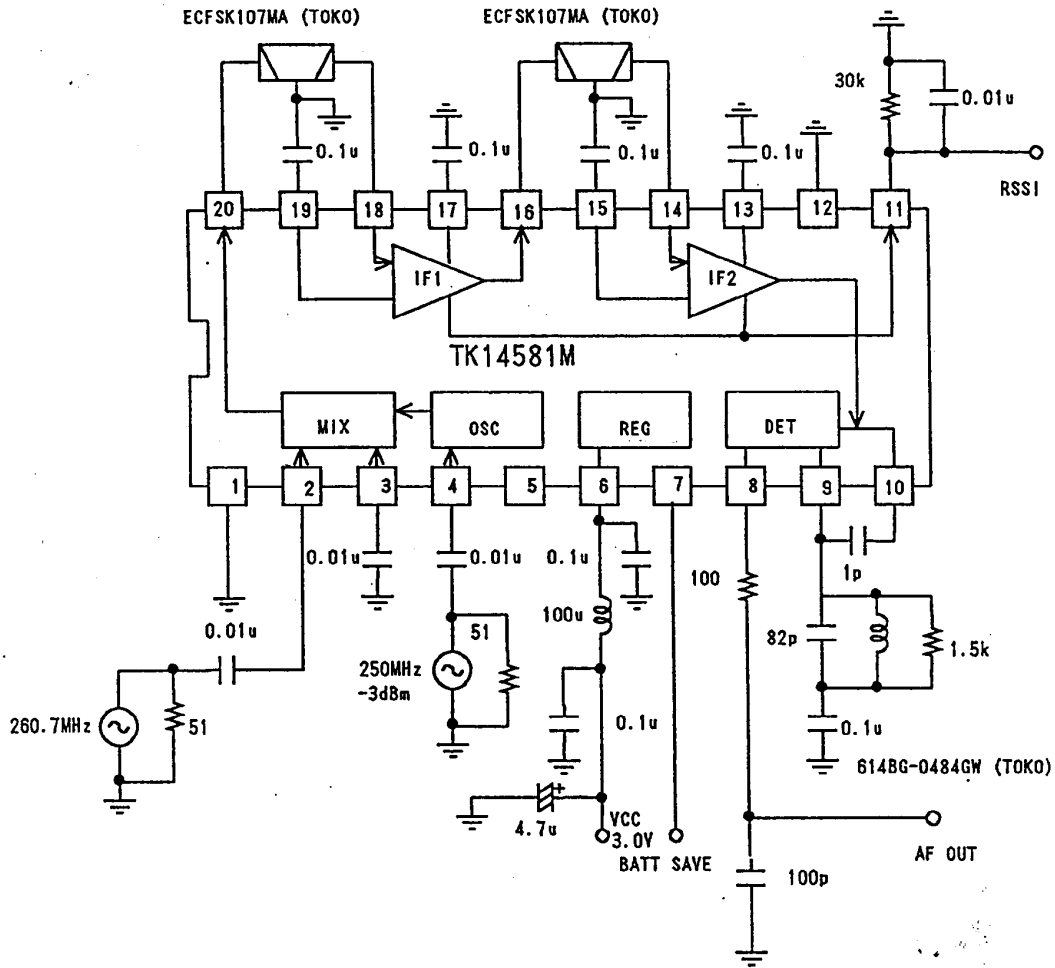 ECFSK107MA (TOKO)
ECFSK107MA (TOKO)
30k
0.01u
0.1u
0.1u
0.1u
0.1u
RSSI
20
19
18
17
16
15
14
13
12
11
IF1
IF2
TK14581M
MIX
OSC
REG
DET
1
2
3
4
5
6
7
8
9
10
0.01u
0.01u
0.1u
100
1p
100u
0.01u
51
82p
1.5k
250MHz
-3dBm
260.7MHz
51
0.1u
0.1u
614BG-0484GW (TOKO)
+
4.7u
VCC
3.0V
BATT SAVE
AF OUT
100p